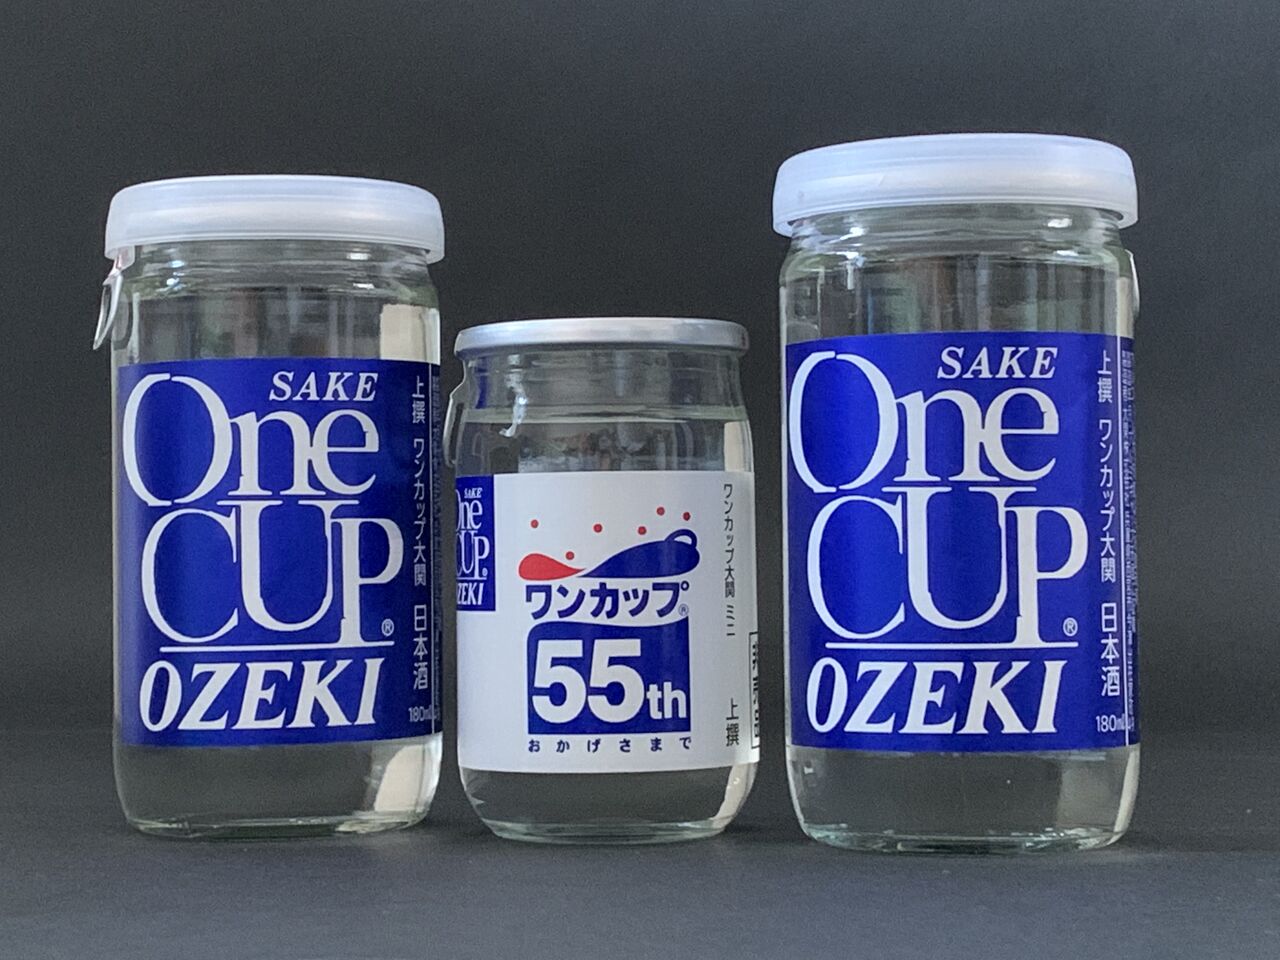 SAKE
One
CUP®
OZEKI
上撰 ワンカップ大関 日本酒
180ml
SAKE
One
CUP®
OZEKI
ワンカップ®
55th
おかげさまで
ワンカップ大関 ミニ
上撰
SAKE
One
CUP®
OZEKI
上撰 ワンカップ大関 日本酒
180ml